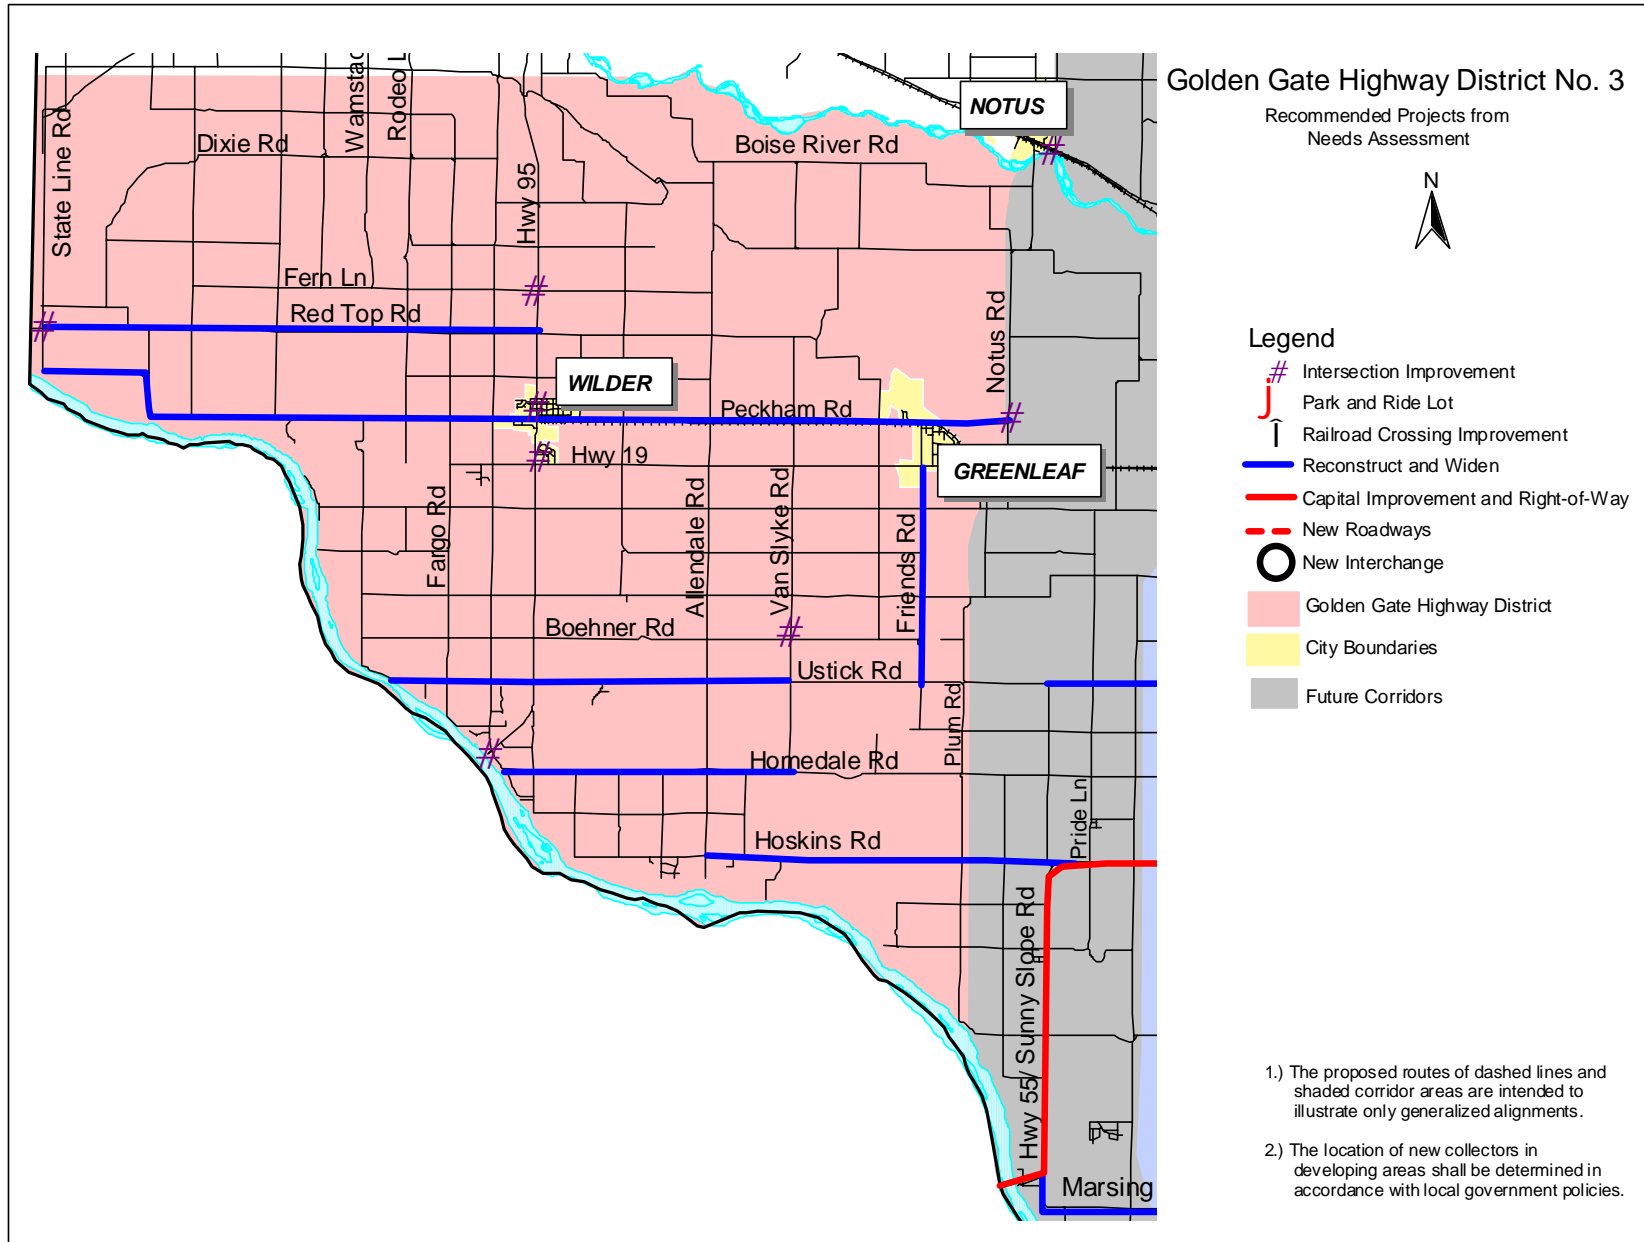 Golden Gate Highway District No. 3
Recommended Projects from
Needs Assessment
N
NOTUS
State Line Rd
Dixie Rd
Rodeo L
Hwy 95
Boise River Rd
Fern Ln
Red Top Rd
Notus Rd
WILDER
Peckham Rd
Hwy 19
GREENLEAF
Fargo Rd
Allendale Rd
Van Slyke Rd
Friends Rd
Boehner Rd
Ustick Rd
Plum Rd
Homedale Rd
Pride Ln
Hoskins Rd
Hwy 55/ Sunny Slope Rd
Marsing
Legend
Intersection Improvement
Park and Ride Lot
Railroad Crossing Improvement
Reconstruct and Widen
Capital Improvement and Right-of-Way
New Roadways
New Interchange
Golden Gate Highway District
City Boundaries
Future Corridors
1.) The proposed routes of dashed lines and
shaded corridor areas are intended to
illustrate only generalized alignments.
2.) The location of new collectors in
developing areas shall be determined in
accordance with local government policies.